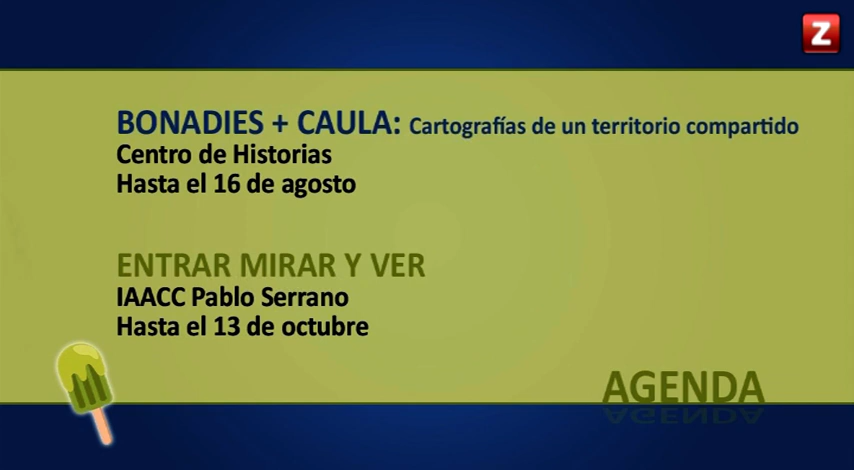 Z
BONADIES + CAULA: Cartografías de un territorio compartido
Centro de Historias
Hasta el 16 de agosto
ENTRAR MIRAR Y VER
IAACC Pablo Serrano
Hasta el 13 de octubre
AGENDA